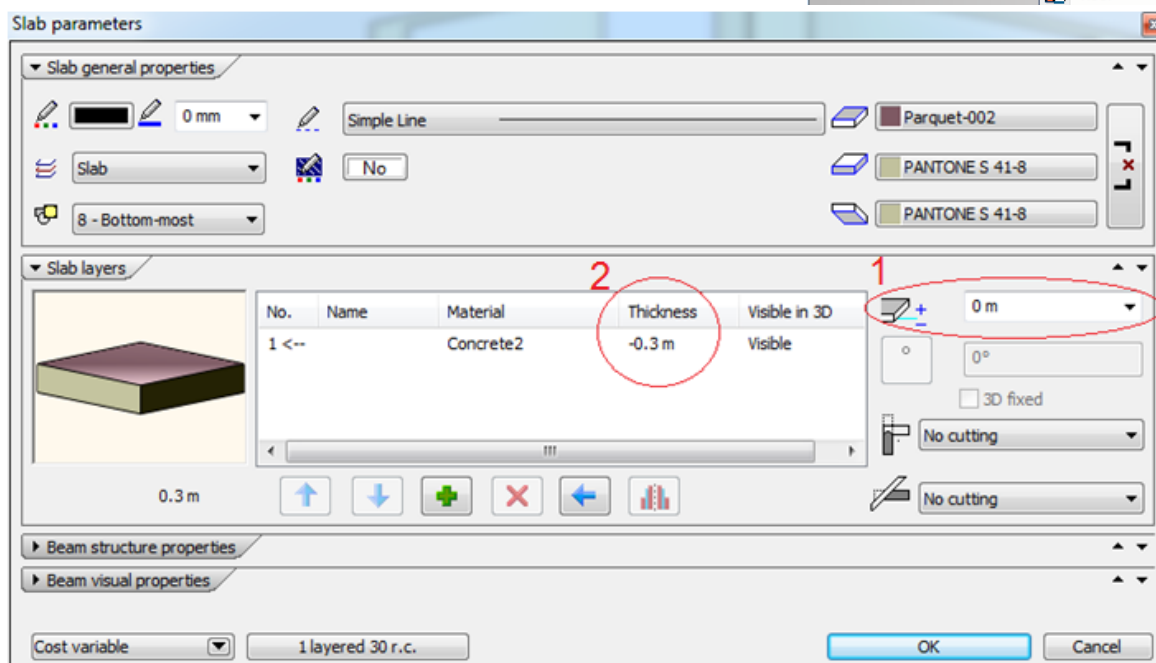 Slab parameters
Slab general properties
0 mm
Simple Line
Parquet-002
Slab
No
PANTONE S 41-8
8 - Bottom-most
PANTONE S 41-8
Slab layers
2
1
No. Name Material Thickness Visible in 3D
1 <-- Concrete2 -0.3 m Visible
0 m
0°
3D fixed
No cutting
0.3 m
No cutting
Beam structure properties
Beam visual properties
Cost variable
1 layered 30 r.c.
OK
Cancel